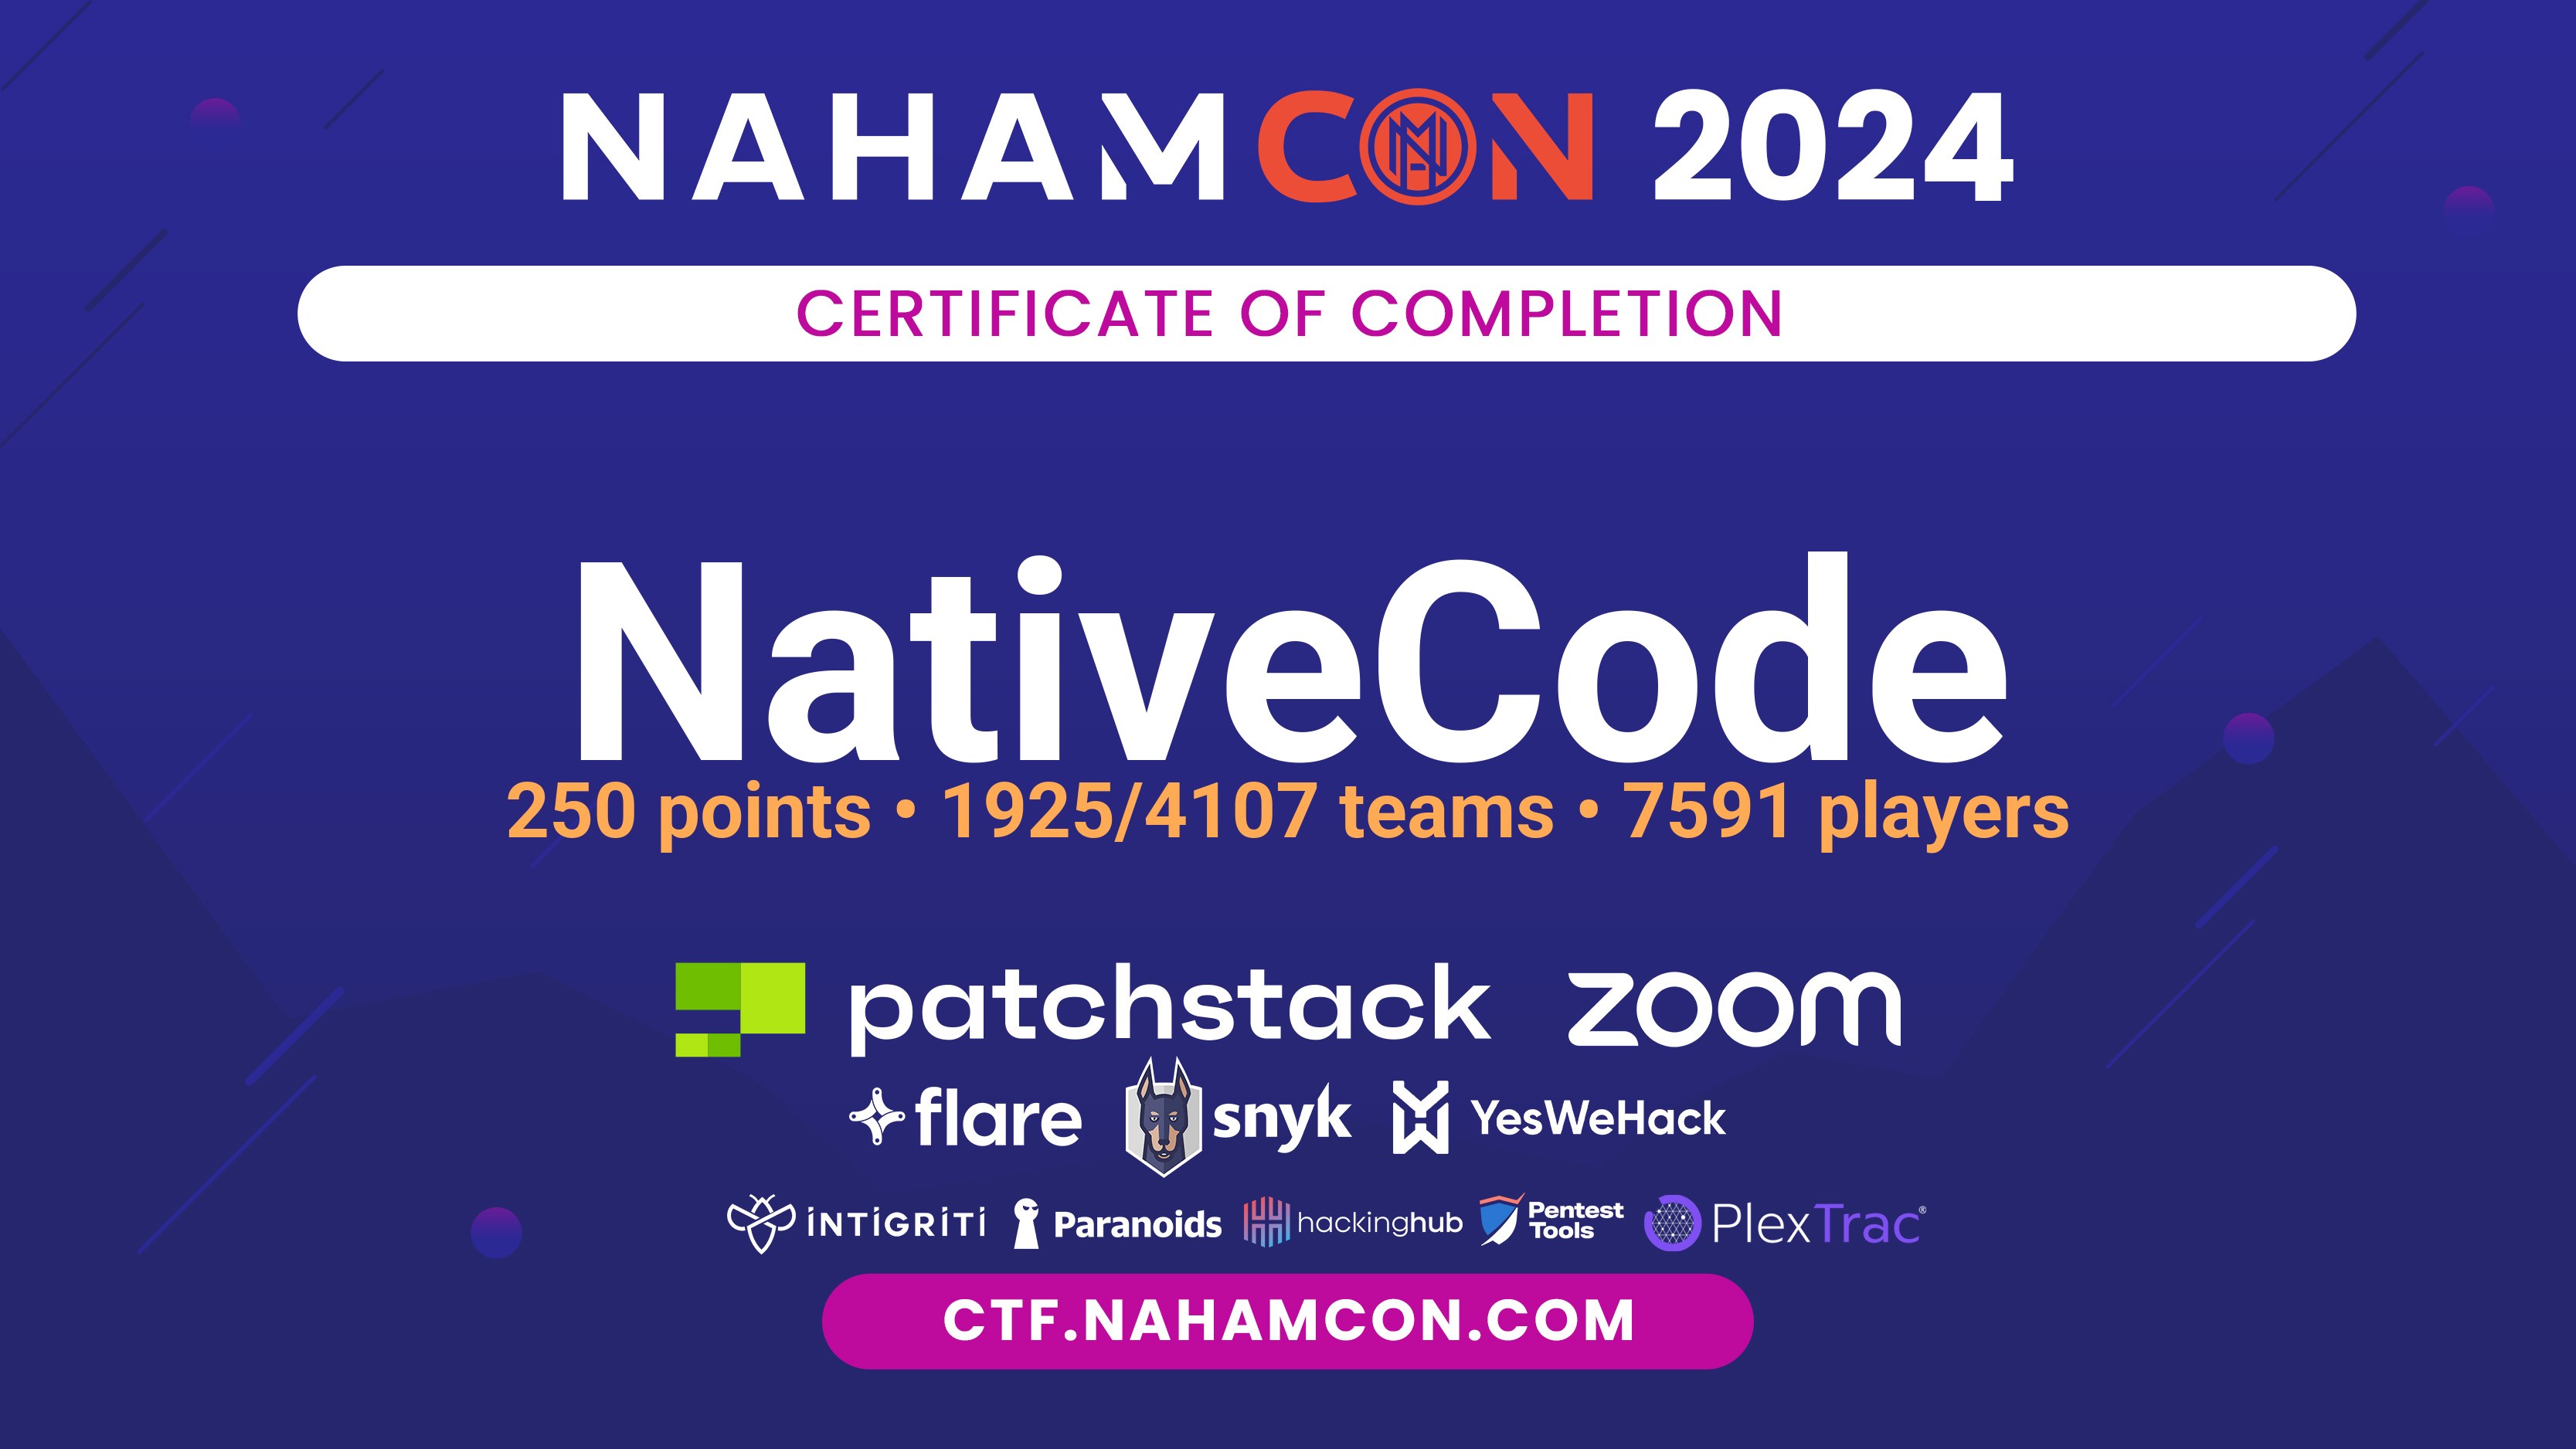 NAHAMCON 2024
CERTIFICATE OF COMPLETION
NativeCode
250 points • 1925/4107 teams • 7591 players
patchstack zoom
flare snyk YesWeHack
INTIGRITI Paranoids hackinghub Pentest Tools PlexTrac®
CTF.NAHAMCON.COM